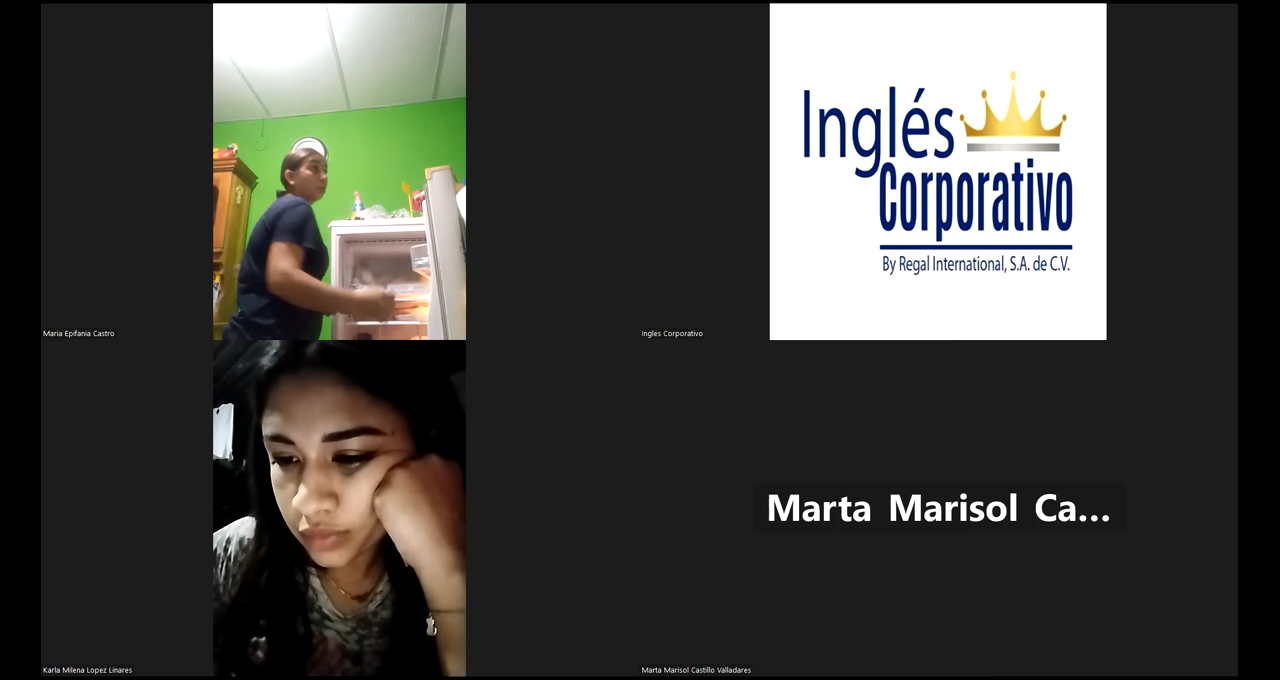 Inglés
Corporativo
By Regal International, S.A. de C.V.
Maria Epifania Castro
Ingles Corporativo
Marta Marisol Ca...
Karla Milena Lopez Linares
Marta Marisol Castillo Valladares